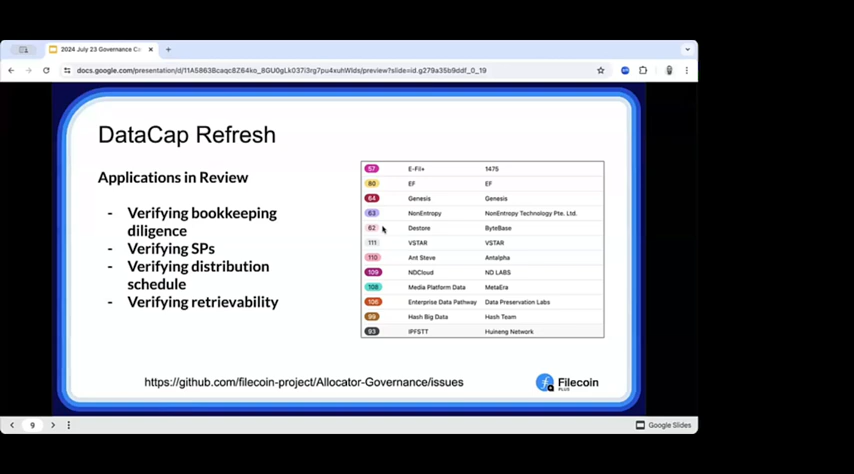 2024 July 23 Governance Ca
docs.google.com/presentation/d/11A5863Bcaqc8Z64ko_8GU0gLk037i3rg7pu4xuhWlds/preview?slide=id.g279a35b9ddf_0_19
DataCap Refresh
Applications in Review
- Verifying bookkeeping
diligence
- Verifying SPs
- Verifying distribution
schedule
- Verifying retrievability
57 E-Fil+ 1475
80 EF EF
64 Genesis Genesis
63 NonEntropy NonEntropy Technology Pte. Ltd.
62 Destore ByteBase
111 VSTAR VSTAR
110 Ant Steve Antalpha
109 NDCloud ND LABS
108 Media Platform Data MetaEra
106 Enterprise Data Pathway Data Preservation Labs
99 Hash Big Data Hash Team
93 IPFSTT Huineng Network
https://github.com/filecoin-project/Allocator-Governance/issues
Filecoin
PLUS
9
Google Slides